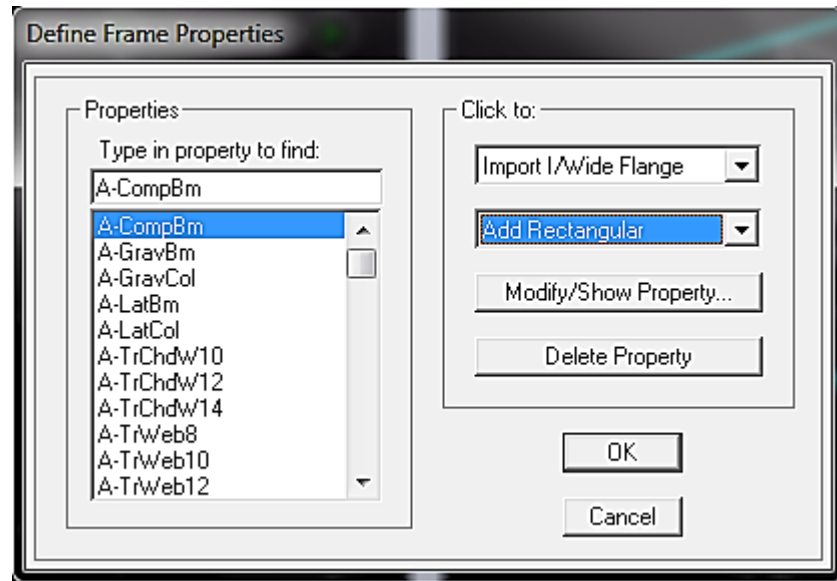 Define Frame Properties
Properties
Type in property to find:
A-CompBm
A-CompBm
A-GravBm
A-GravCol
A-LatBm
A-LatCol
A-TrChdW10
A-TrChdW12
A-TrChdW14
A-TrWeb8
A-TrWeb10
A-TrWeb12
Click to:
Import I/Wide Flange
Add Rectangular
Modify/Show Property...
Delete Property
OK
Cancel